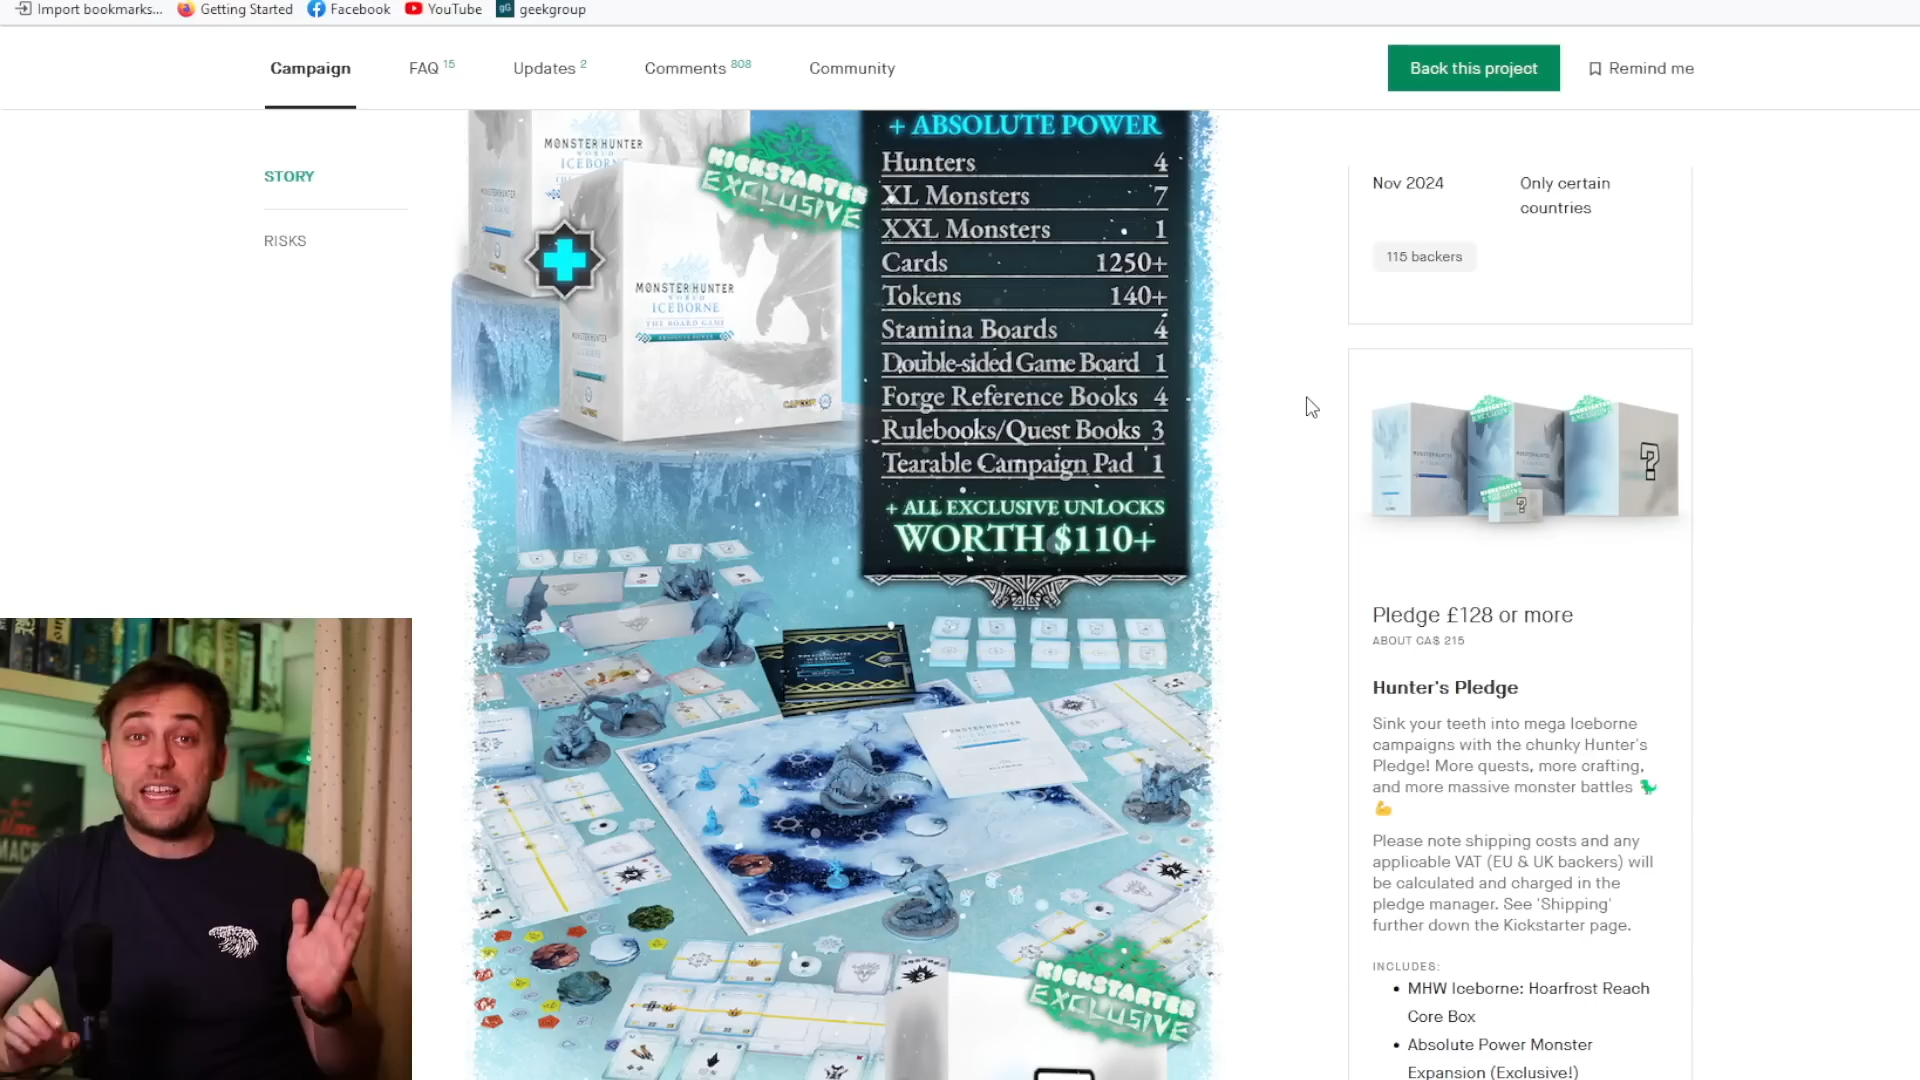 Import bookmarks...
Getting Started
Facebook
YouTube
gG geekgroup
Campaign
FAQ 15
Updates 2
Comments 808
Community
Back this project
Remind me
STORY
RISKS
MONSTER HUNTER
WORLD
ICEBORNE
KICKSTARTER
EXCLUSIVE
MONSTER HUNTER
WORLD
ICEBORNE
THE BOARD GAME
ABSOLUTE POWER
CAPCOM
+ ABSOLUTE POWER
Hunters 4
XL Monsters 7
XXL Monsters 1
Cards 1250+
Tokens 140+
Stamina Boards 4
Double-sided Game Board 1
Forge Reference Books 4
Rulebooks/Quest Books 3
Tearable Campaign Pad 1
+ ALL EXCLUSIVE UNLOCKS
WORTH $110+
KICKSTARTER
EXCLUSIVE
Nov 2024
Only certain
countries
115 backers
?
?
Pledge £128 or more
ABOUT CA$ 215
Hunter's Pledge
Sink your teeth into mega Iceborne
campaigns with the chunky Hunter's
Pledge! More quests, more crafting,
and more massive monster battles 🦖
💪
Please note shipping costs and any
applicable VAT (EU & UK backers) will
be calculated and charged in the
pledge manager. See 'Shipping'
further down the Kickstarter page.
INCLUDES:
• MHW Iceborne: Hoarfrost Reach
Core Box
• Absolute Power Monster
Expansion (Exclusive!)